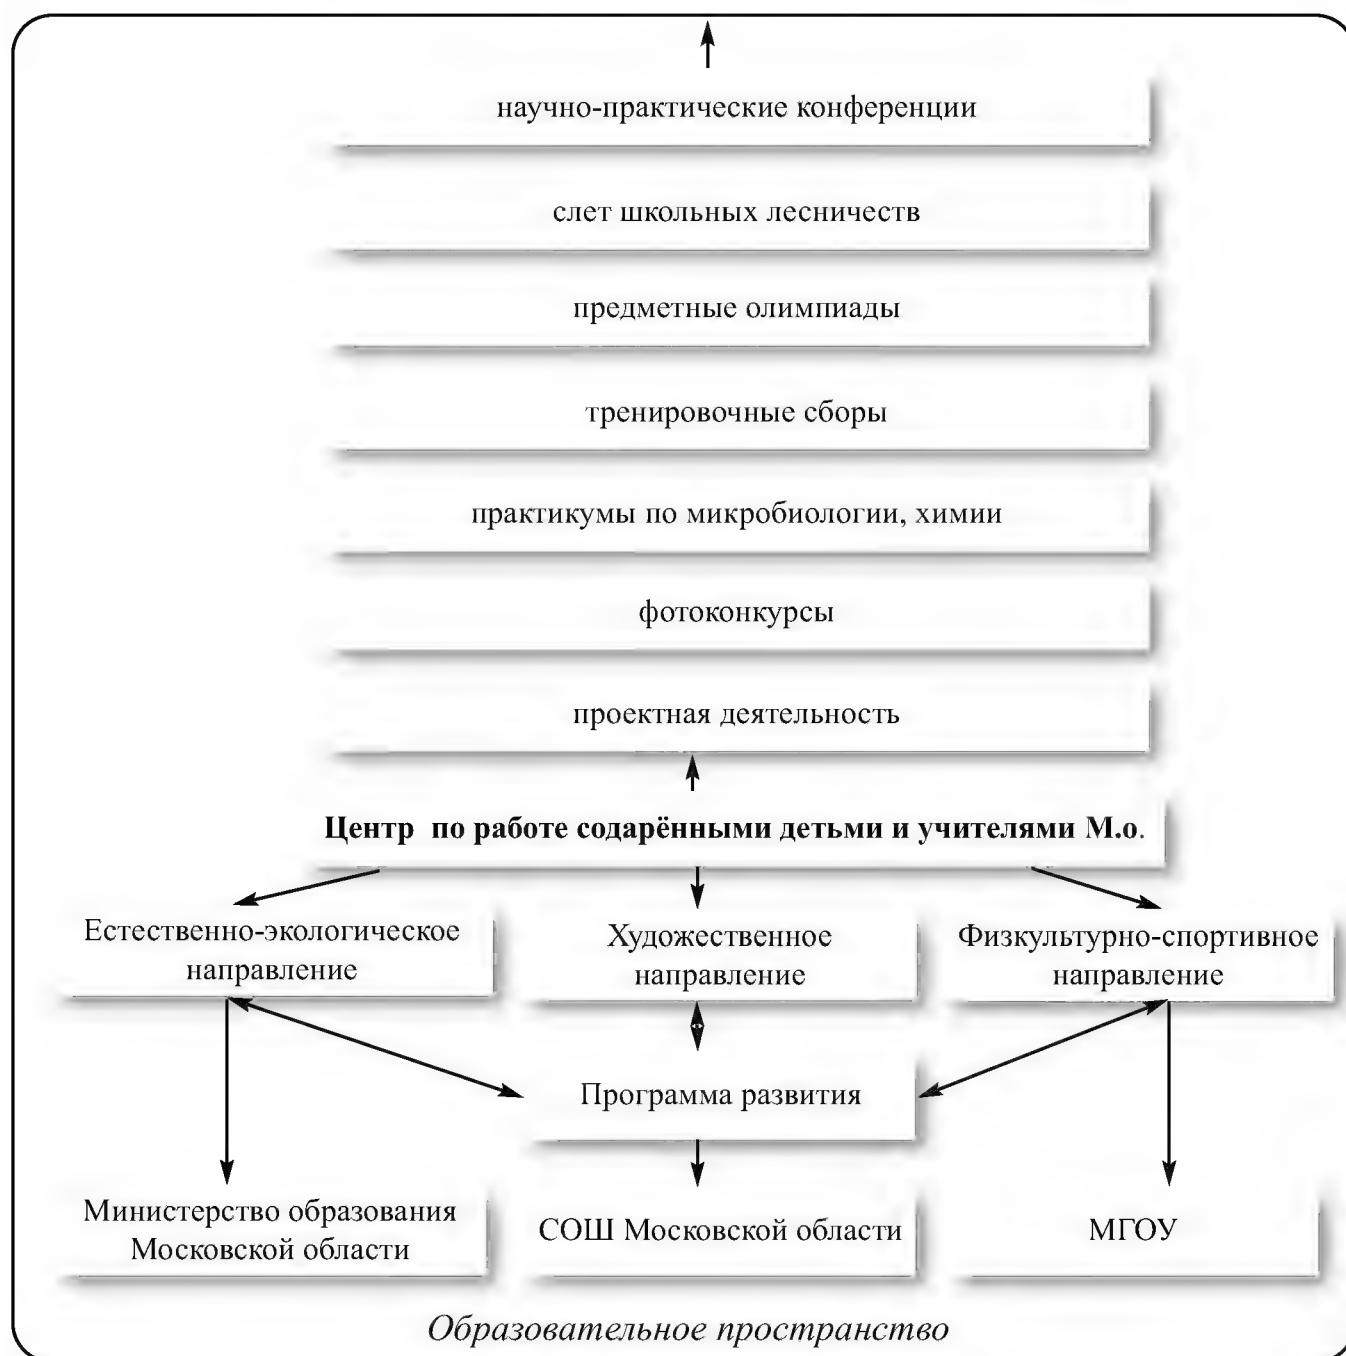 научно-практические конференции
слет школьных лесничеств
предметные олимпиады
тренировочные сборы
практикумы по микробиологии, химии
фотоконкурсы
проектная деятельность
Центр по работе содарёнными детьми и учителями М.о.
Естественно-экологическое
направление
Художественное
направление
Физкультурно-спортивное
направление
Программа развития
Министерство образования
Московской области
СОШ Московской области
МГОУ
Образовательное пространство